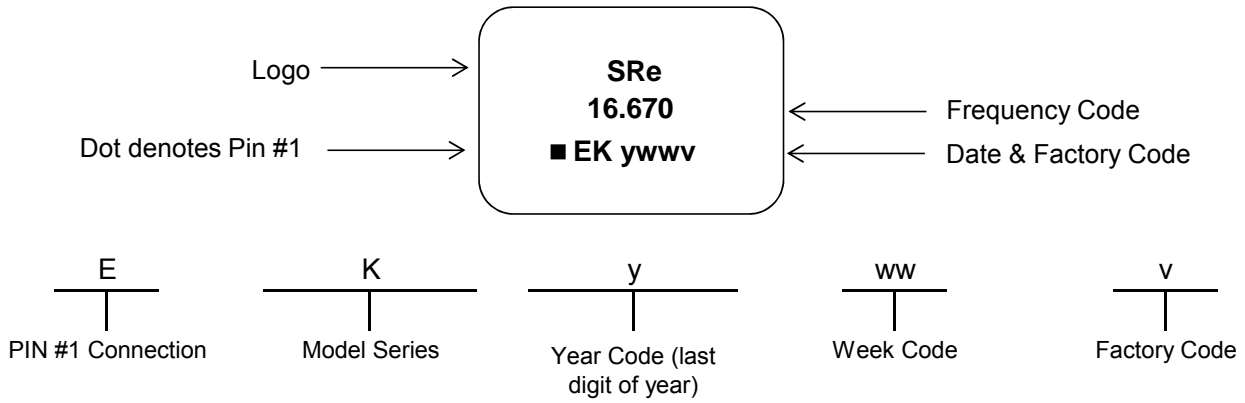 Logo
SRe
16.670
Frequency Code
Dot denotes Pin #1
■ EK ywwv
Date & Factory Code
E
K
y
ww
v
PIN #1 Connection
Model Series
Year Code (last
digit of year)
Week Code
Factory Code